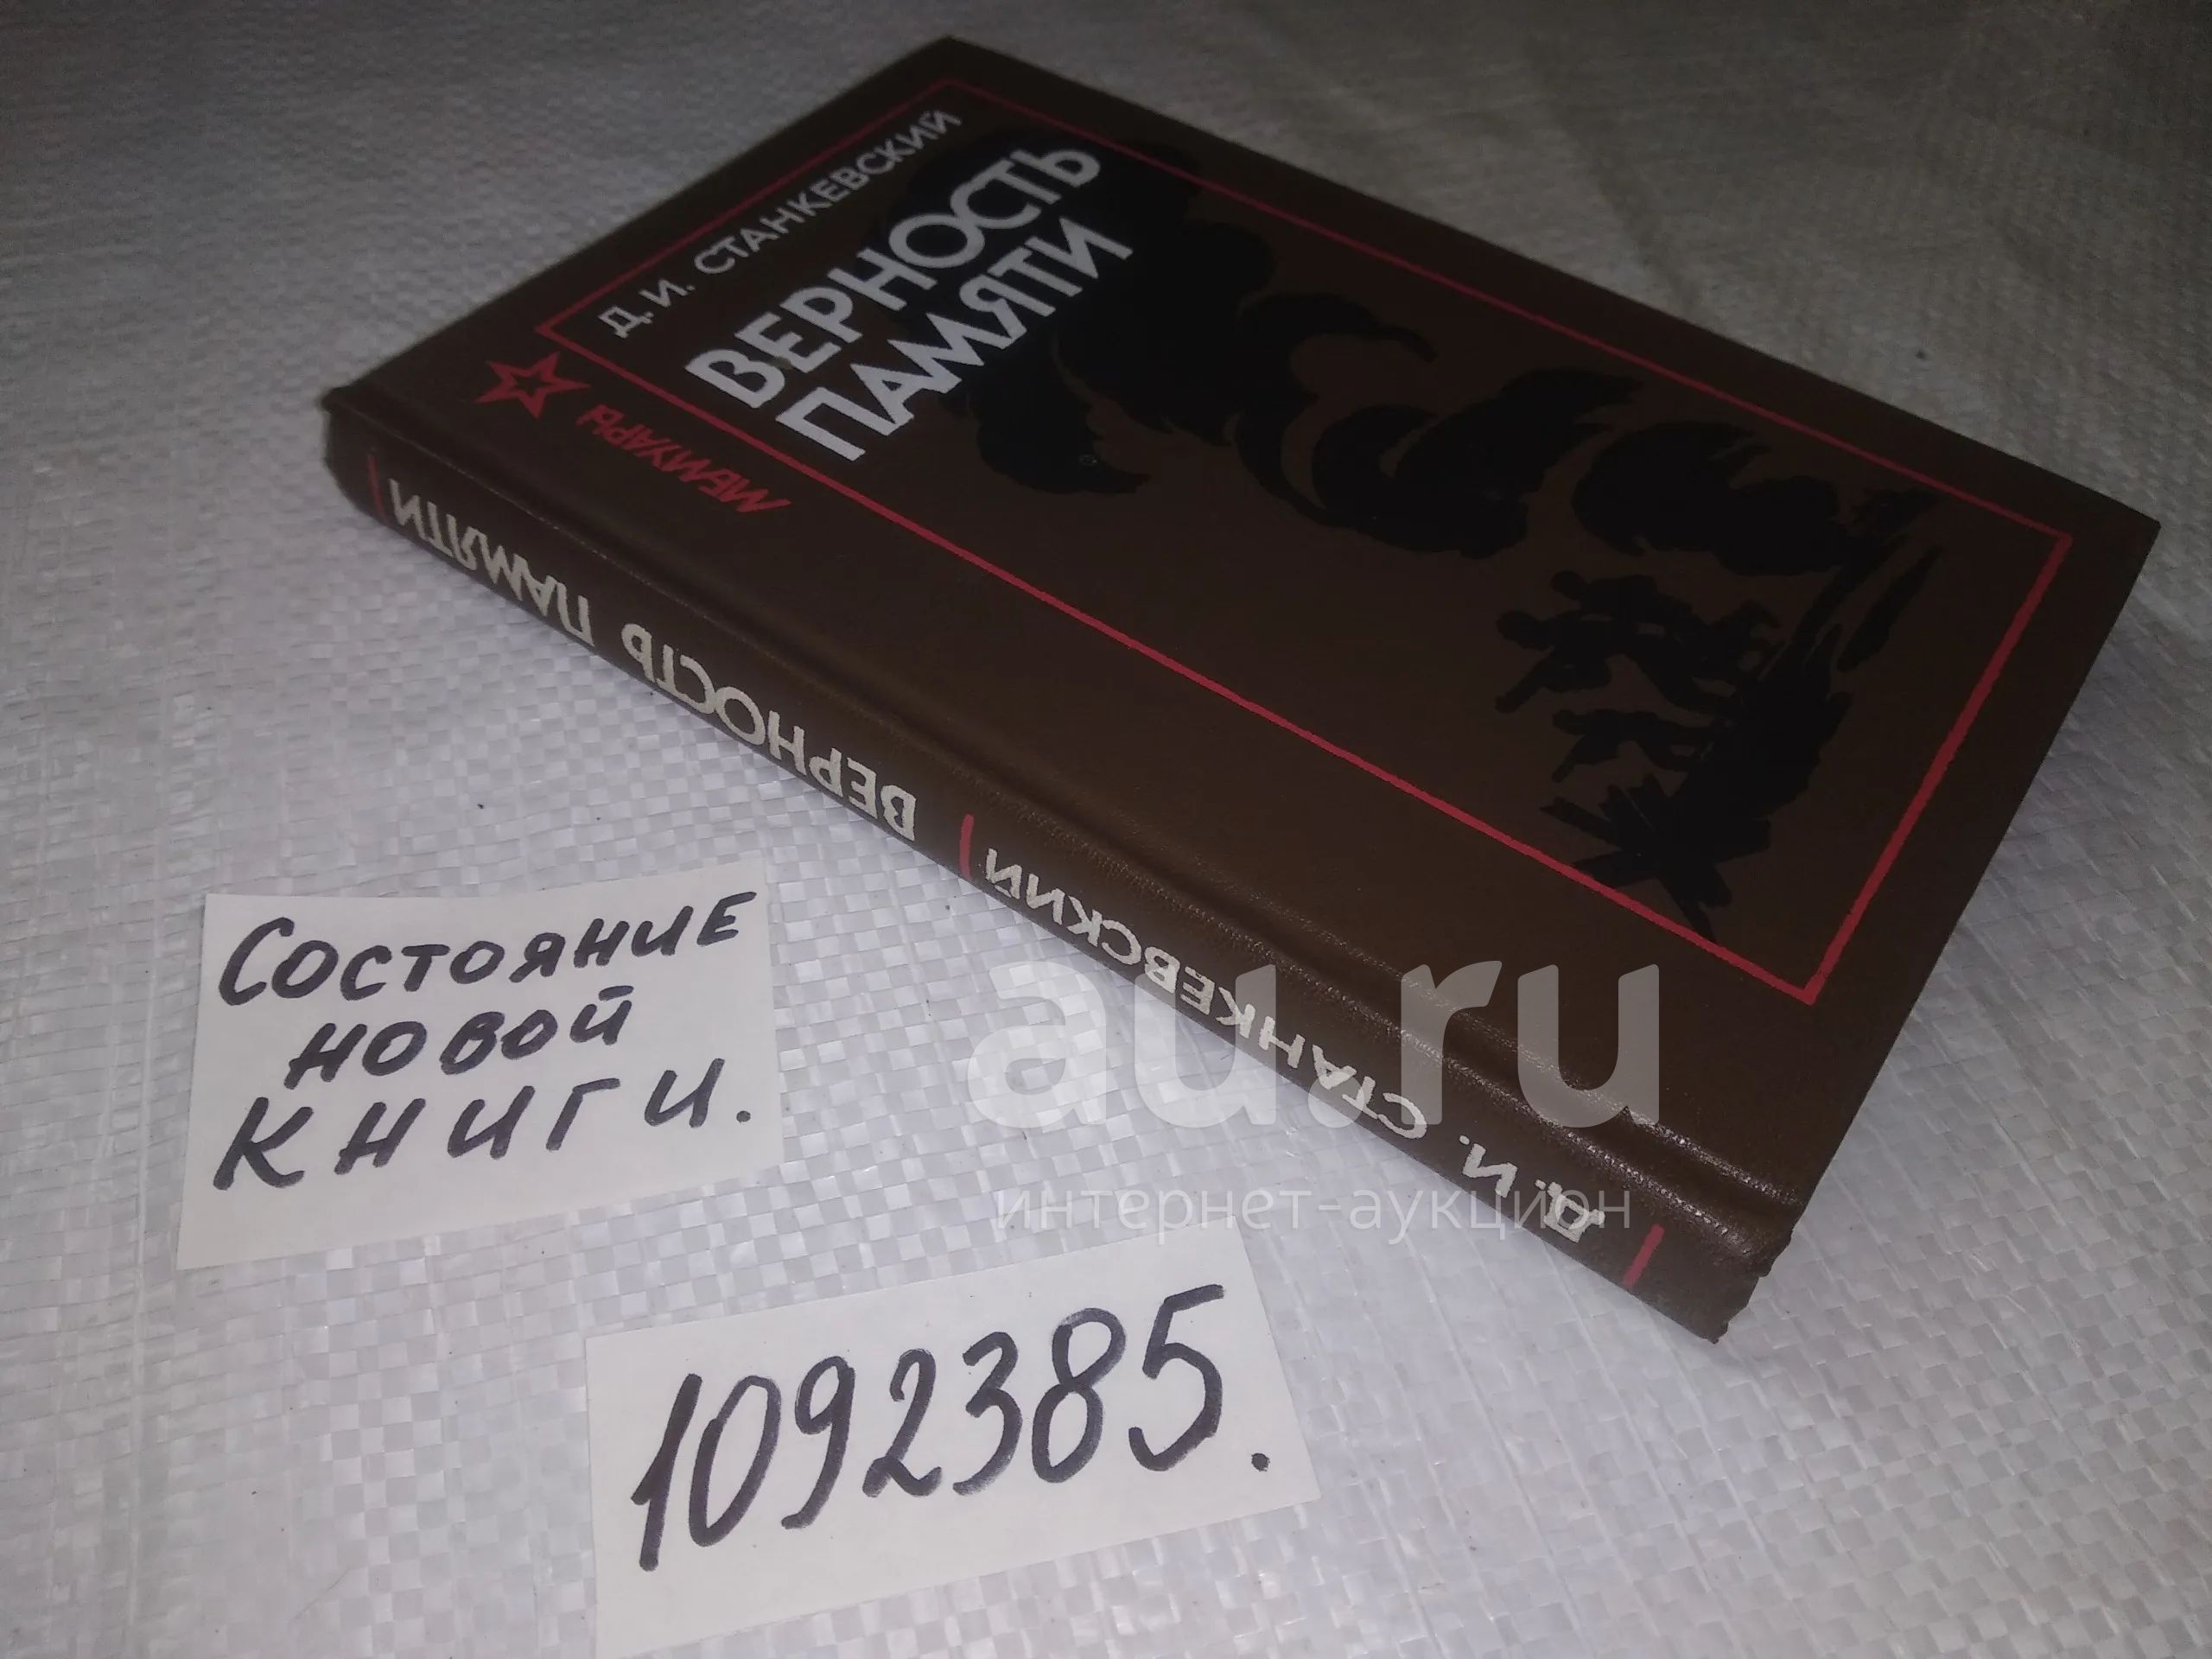 Д. И. СТАНКЕВСКИЙ
ВЕРНОСТЬ
ПАМЯТИ
МЕМУАРЫ
Д. И. СТАНКЕВСКИЙ ВЕРНОСТЬ ПАМЯТИ
СОСТОЯНИЕ
НОВОЙ
КНИГИ.
1092385.
au.ru
интернет-аукцион